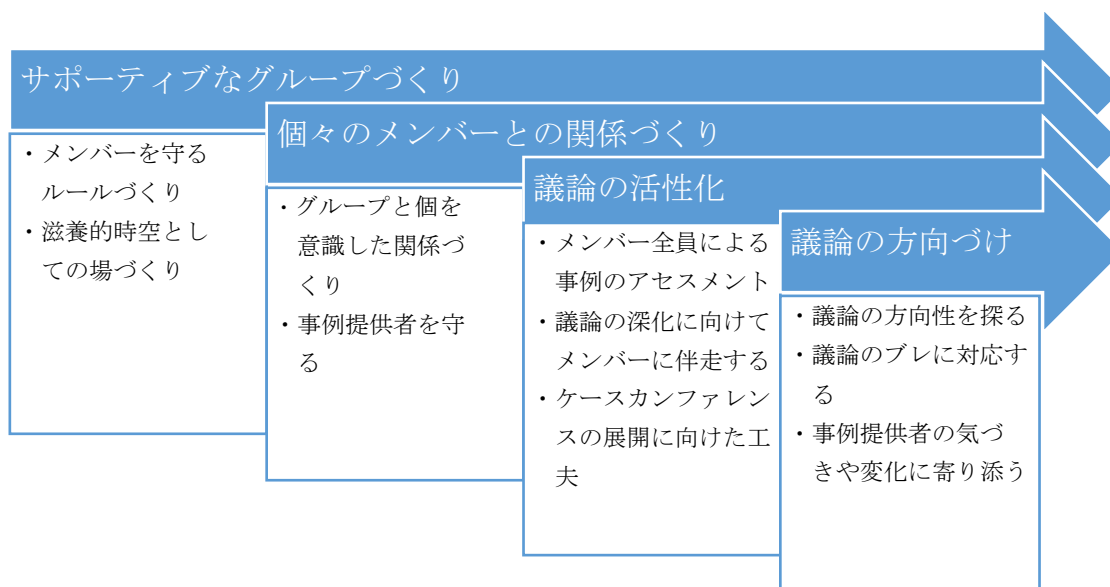 サポーティブなグループづくり
・メンバーを守る
ルールづくり
・滋養的時空とし
ての場づくり
個々のメンバーとの関係づくり
・グループと個を
意識した関係づ
くり
・事例提供者を守
る
議論の活性化
・メンバー全員による
事例のアセスメント
・議論の深化に向けて
メンバーに伴走する
・ケースカンファレン
スの展開に向けた工
夫
議論の方向づけ
・議論の方向性を探る
・議論のブレに対応す
る
・事例提供者の気づ
きや変化に寄り添う